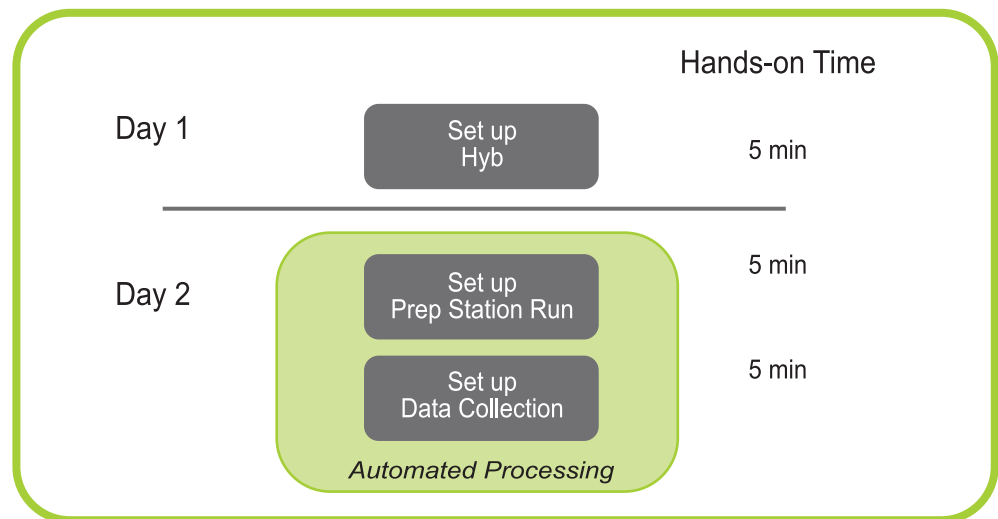 Hands-on Time
Day 1
Set up
Hyb
5 min
Day 2
Set up
Prep Station Run
5 min
Set up
Data Collection
5 min
Automated Processing